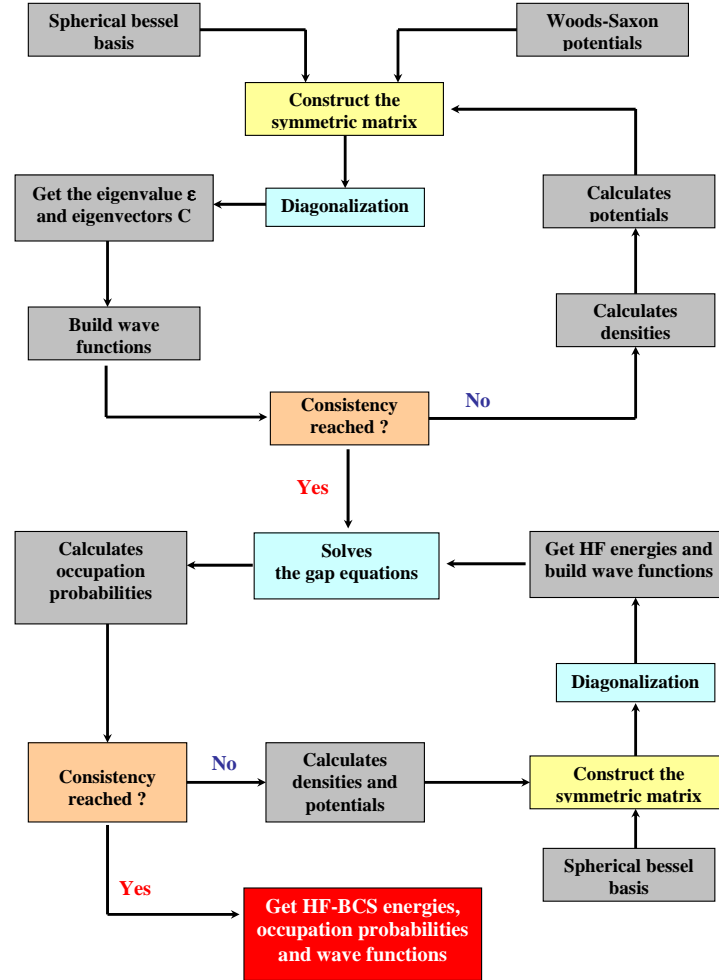 Spherical bessel
basis
Woods-Saxon
potentials
Construct the
symmetric matrix
Get the eigenvalue ε
and eigenvectors C
Diagonalization
Calculates
potentials
Build wave
functions
Calculates
densities
Consistency
reached ?
No
Yes
Calculates
occupation
probabilities
Solves
the gap equations
Get HF energies and
build wave functions
Diagonalization
Consistency
reached ?
No
Calculates
densities and
potentials
Construct the
symmetric matrix
Spherical bessel
basis
Yes
Get HF-BCS energies,
occupation probabilities
and wave functions